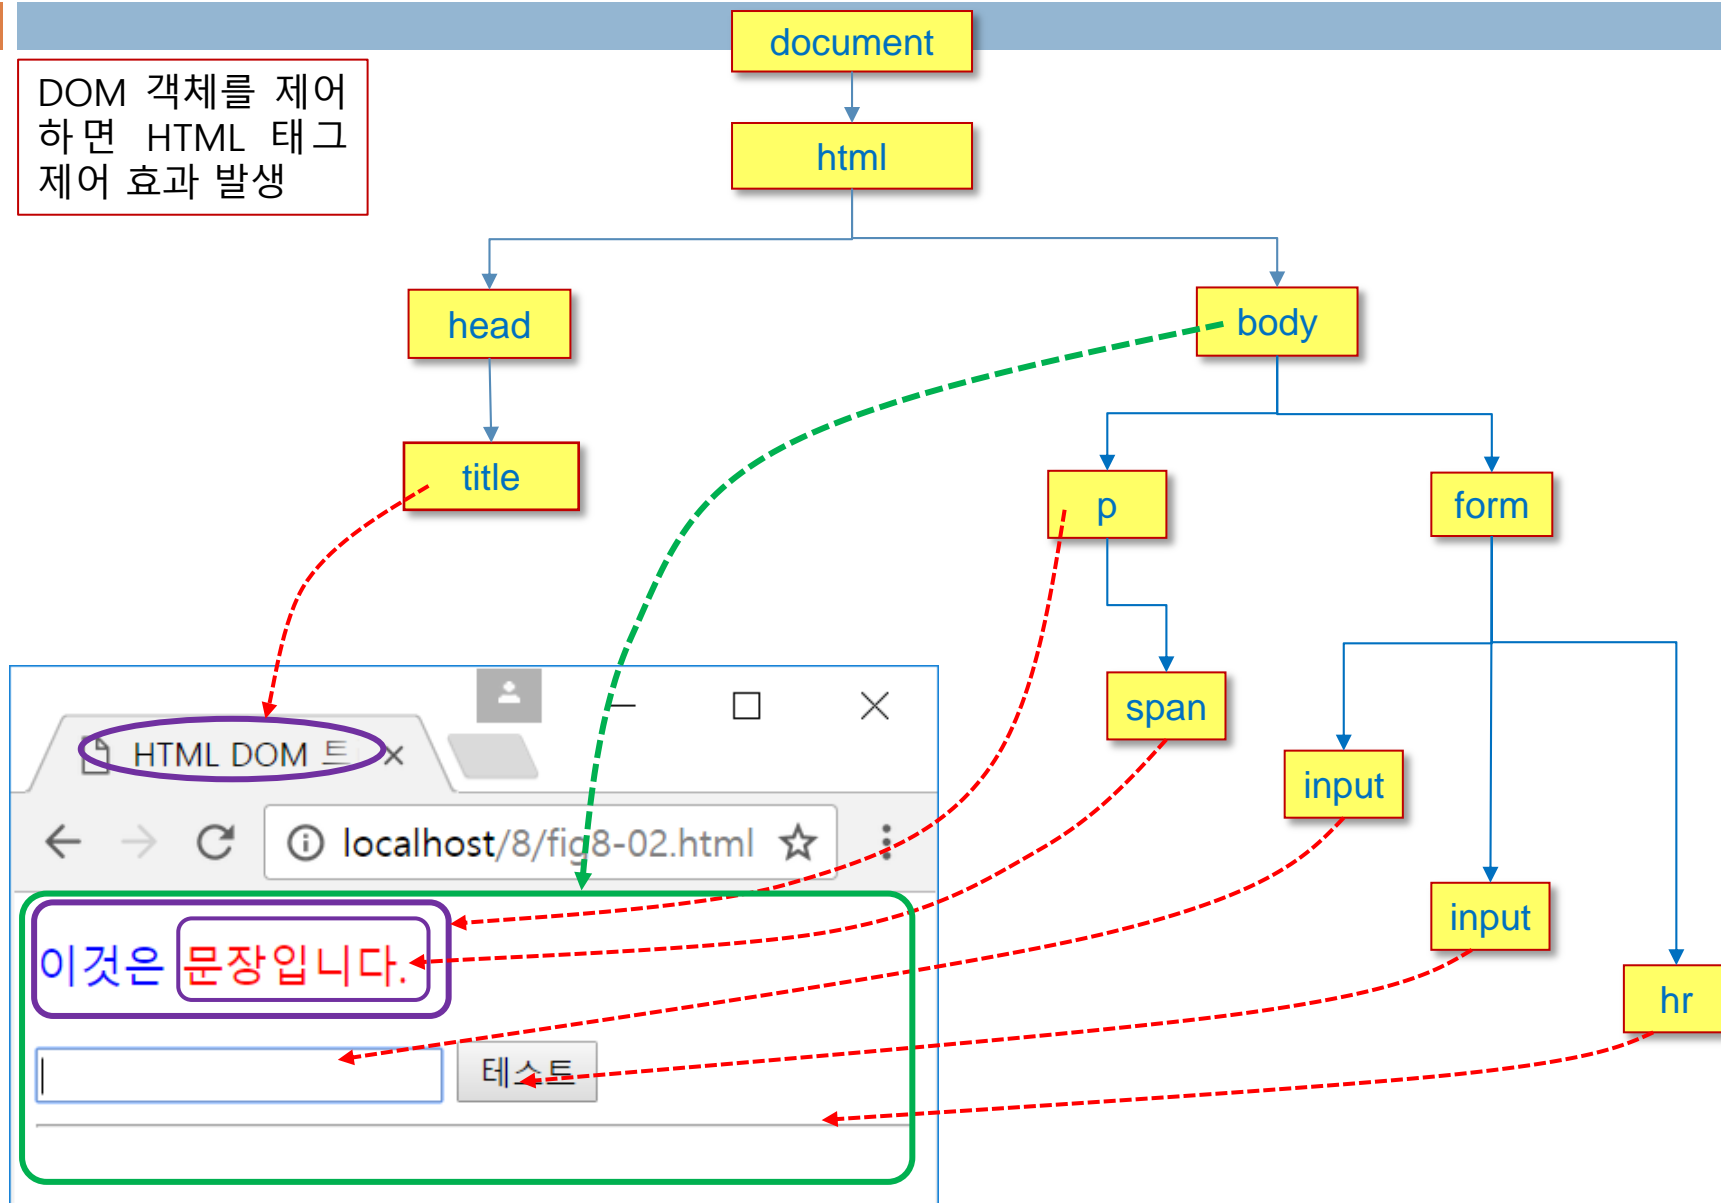 document
DOM 객체를 제어
하면 HTML 태그
제어 효과 발생
html
head
body
title
p
form
span
input
input
hr
HTML DOM 트
localhost/8/fig8-02.html
이것은 문장입니다.
테스트